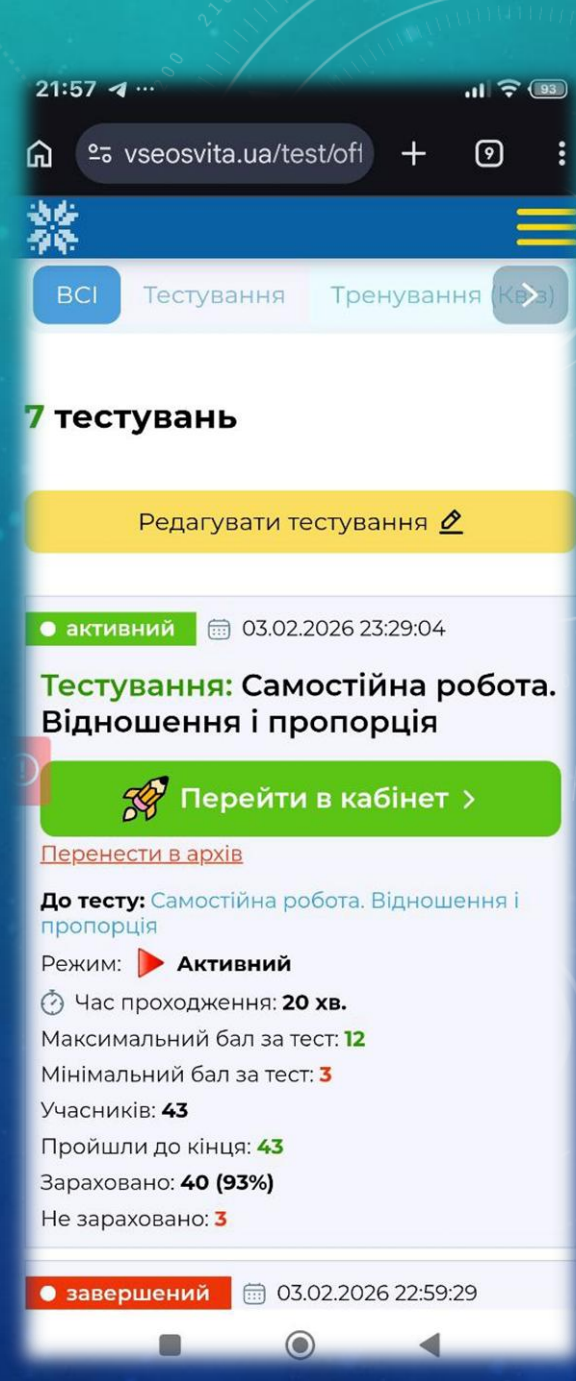 21:57
93
vseosvita.ua/test/off
9
ВСІ Тестування Тренування (Квіз)
7 тестувань
Редагувати тестування
активний 03.02.2026 23:29:04
Тестування: Самостійна робота.
Відношення і пропорція
Перейти в кабінет >
Перенести в архів
До тесту: Самостійна робота. Відношення і
пропорція
Режим: Активний
Час проходження: 20 хв.
Максимальний бал за тест: 12
Мінімальний бал за тест: 3
Учасників: 43
Пройшли до кінця: 43
Зараховано: 40 (93%)
Не зараховано: 3
завершений 03.02.2026 22:59:29